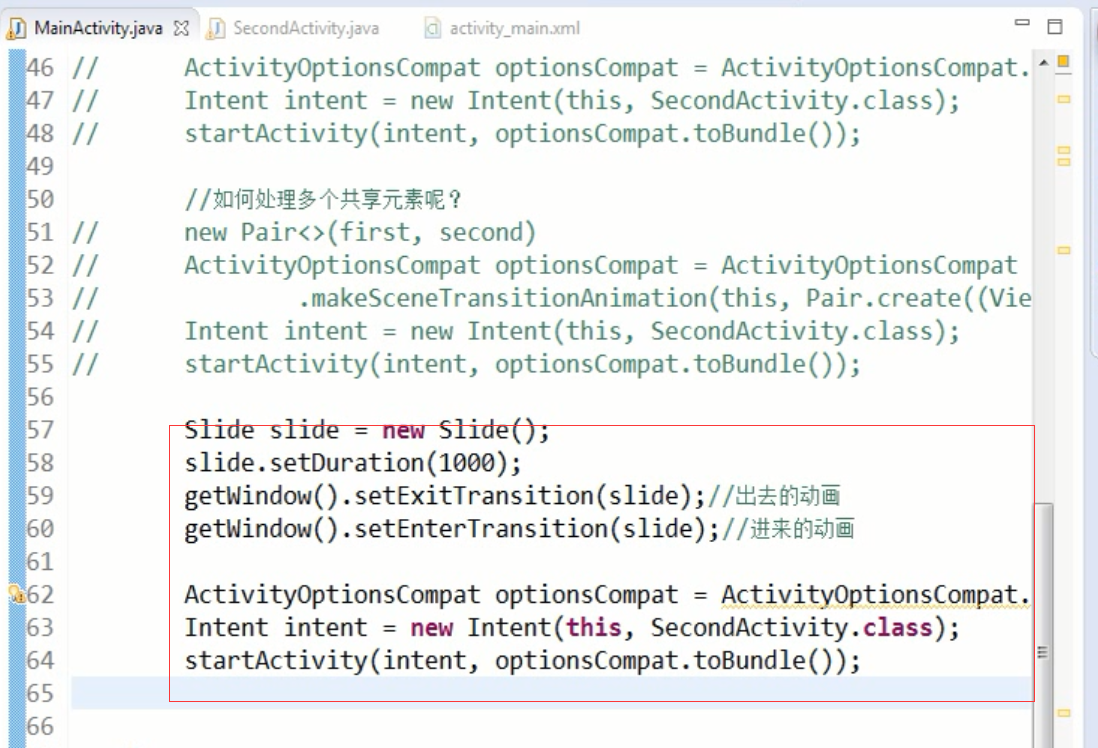 MainActivity.java
SecondActivity.java
activity_main.xml
46 // ActivityOptionsCompat optionsCompat = ActivityOptionsCompat.
47 // Intent intent = new Intent(this, SecondActivity.class);
48 // startActivity(intent, optionsCompat.toBundle());
49
50 //如何处理多个共享元素呢？
51 // new Pair<>(first, second)
52 // ActivityOptionsCompat optionsCompat = ActivityOptionsCompat
53 // .makeSceneTransitionAnimation(this, Pair.create((Vie
54 // Intent intent = new Intent(this, SecondActivity.class);
55 // startActivity(intent, optionsCompat.toBundle());
56
57 Slide slide = new Slide();
58 slide.setDuration(1000);
59 getWindow().setExitTransition(slide);//出去的动画
60 getWindow().setEnterTransition(slide);//进来的动画
61
62 ActivityOptionsCompat optionsCompat = ActivityOptionsCompat.
63 Intent intent = new Intent(this, SecondActivity.class);
64 startActivity(intent, optionsCompat.toBundle());
65
66